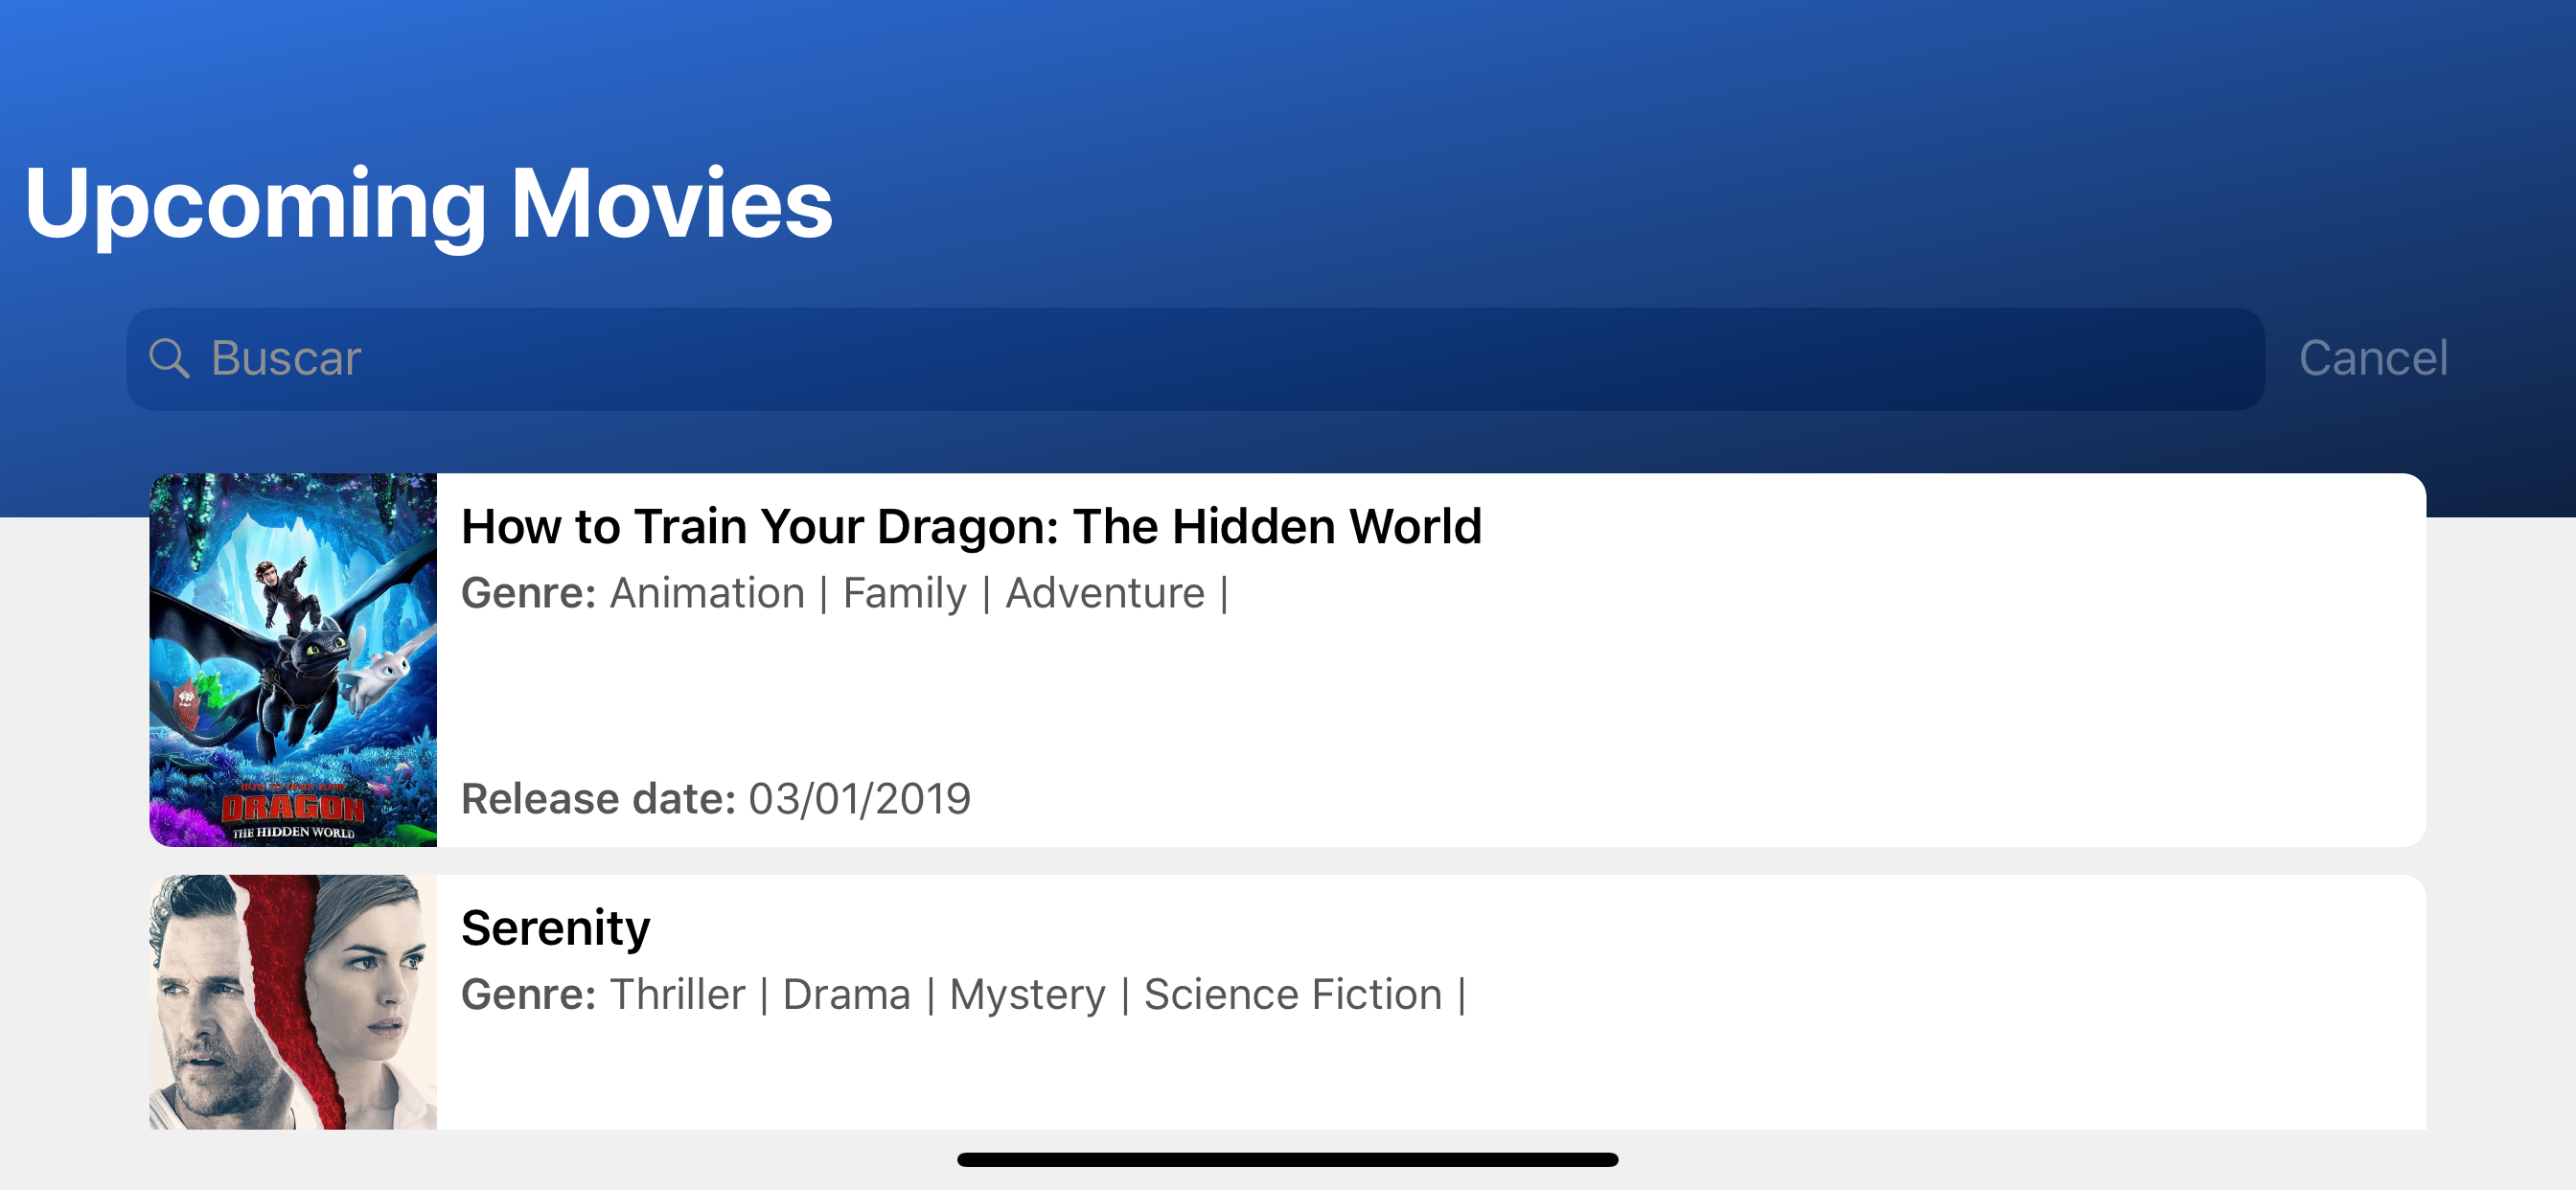 Upcoming Movies
Buscar
Cancel
How to Train Your Dragon: The Hidden World
Genre: Animation | Family | Adventure |
Release date: 03/01/2019
HOW TO TRAIN YOUR
DRAGON
THE HIDDEN WORLD
Serenity
Genre: Thriller | Drama | Mystery | Science Fiction |